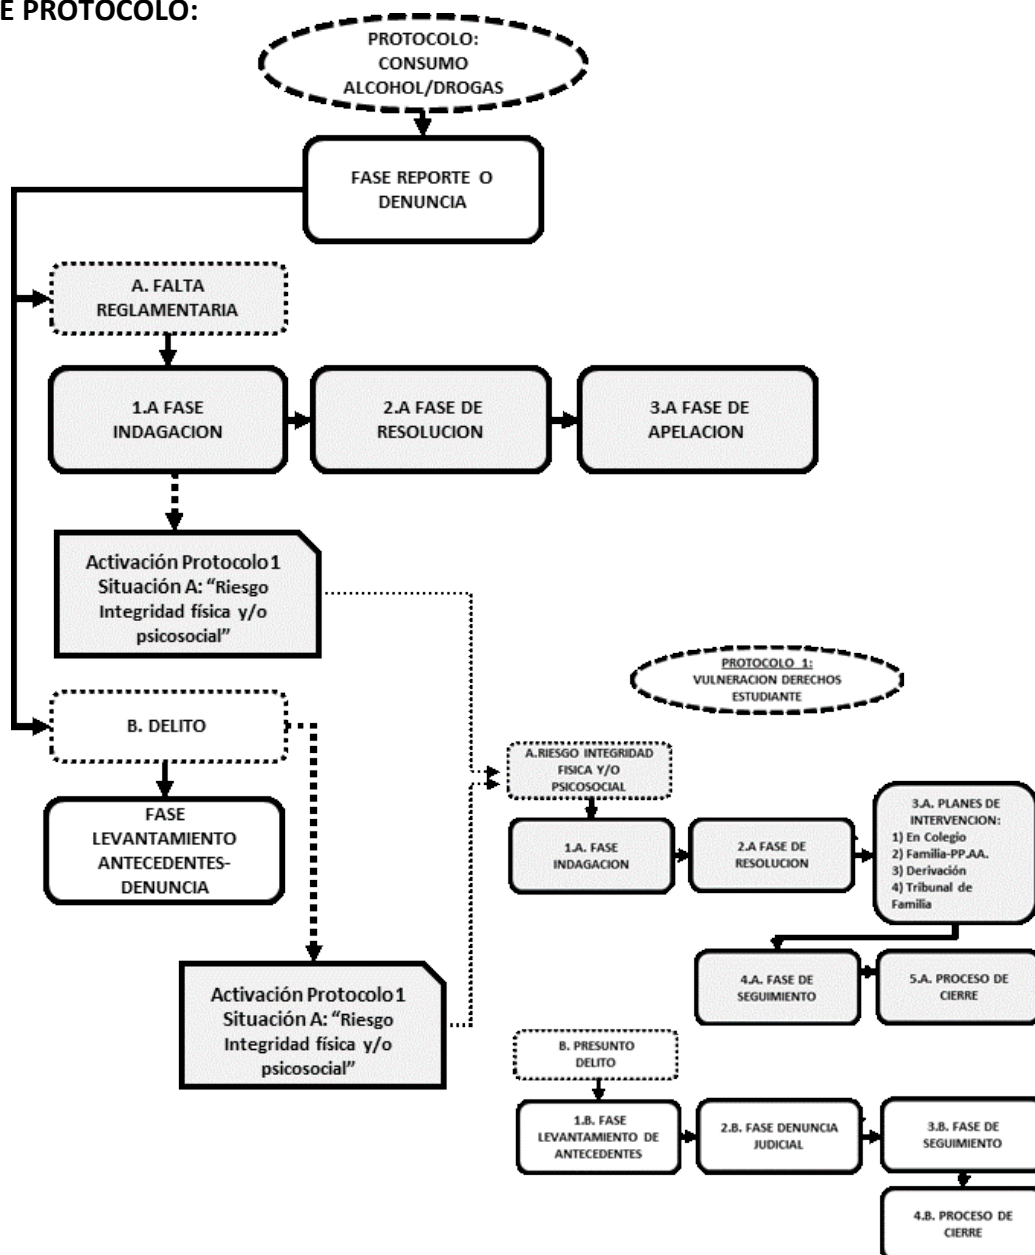 E PROTOCOLO:
PROTOCOLO:
CONSUMO
ALCOHOL/DROGAS
FASE REPORTE O
DENUNCIA
A. FALTA
REGLAMENTARIA
1.A FASE
INDAGACION
2.A FASE DE
RESOLUCION
3.A FASE DE
APELACION
Activación Protocolo 1
Situación A: “Riesgo
Integridad física y/o
psicosocial”
B. DELITO
FASE
LEVANTAMIENTO
ANTECEDENTES-
DENUNCIA
Activación Protocolo 1
Situación A: “Riesgo
Integridad física y/o
psicosocial”
PROTOCOLO 1:
VULNERACION DERECHOS
ESTUDIANTE
A.RIESGO INTEGRIDAD
FISICA Y/O
PSICOSOCIAL
1.A. FASE
INDAGACION
2.A FASE DE
RESOLUCION
3.A. PLANES DE
INTERVENCION:
1) En Colegio
2) Familia-PP.AA.
3) Derivación
4) Tribunal de
Familia
4.A. FASE DE
SEGUIMIENTO
5.A. PROCESO DE
CIERRE
B. PRESUNTO
DELITO
1.B. FASE
LEVANTAMIENTO DE
ANTECEDENTES
2.B. FASE DENUNCIA
JUDICIAL
3.B. FASE DE
SEGUIMIENTO
4.B. PROCESO DE
CIERRE